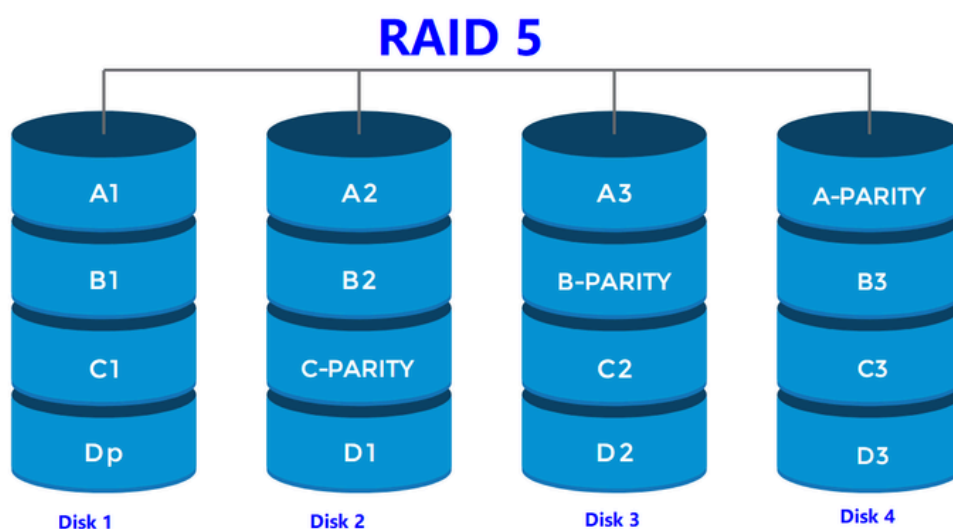 RAID 5
A1 A2 A3 A-PARITY
B1 B2 B-PARITY B3
C1 C-PARITY C2 C3
Dp D1 D2 D3
Disk 1 Disk 2 Disk 3 Disk 4